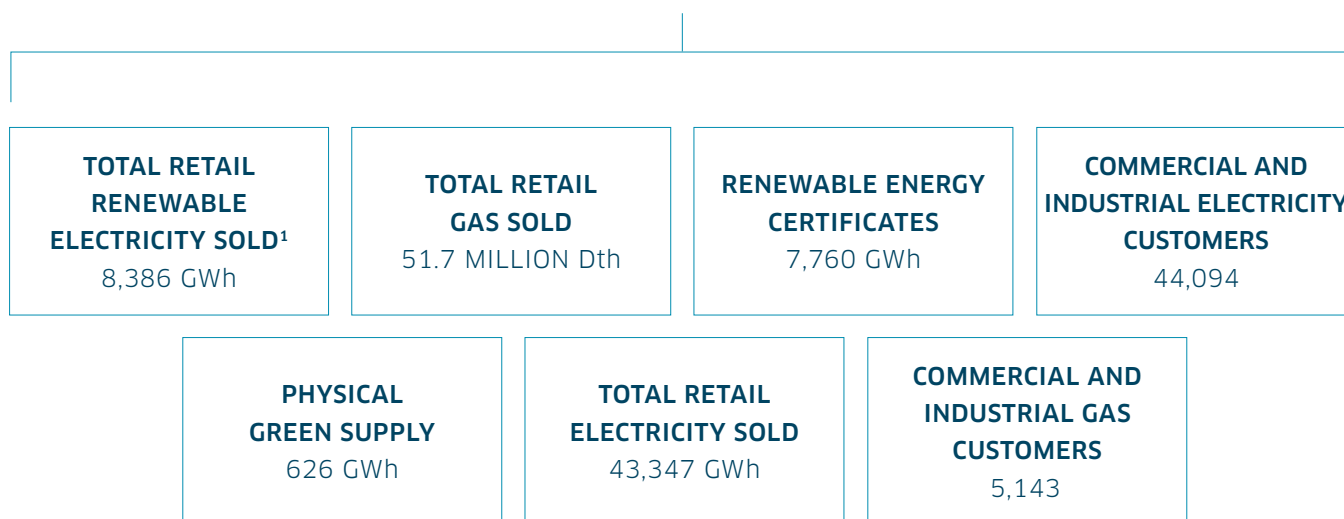 TOTAL RETAIL
RENEWABLE
ELECTRICITY SOLD¹
8,386 GWh
TOTAL RETAIL
GAS SOLD
51.7 MILLION Dth
RENEWABLE ENERGY
CERTIFICATES
7,760 GWh
COMMERCIAL AND
INDUSTRIAL ELECTRICITY
CUSTOMERS
44,094
PHYSICAL
GREEN SUPPLY
626 GWh
TOTAL RETAIL
ELECTRICITY SOLD
43,347 GWh
COMMERCIAL AND
INDUSTRIAL GAS
CUSTOMERS
5,143